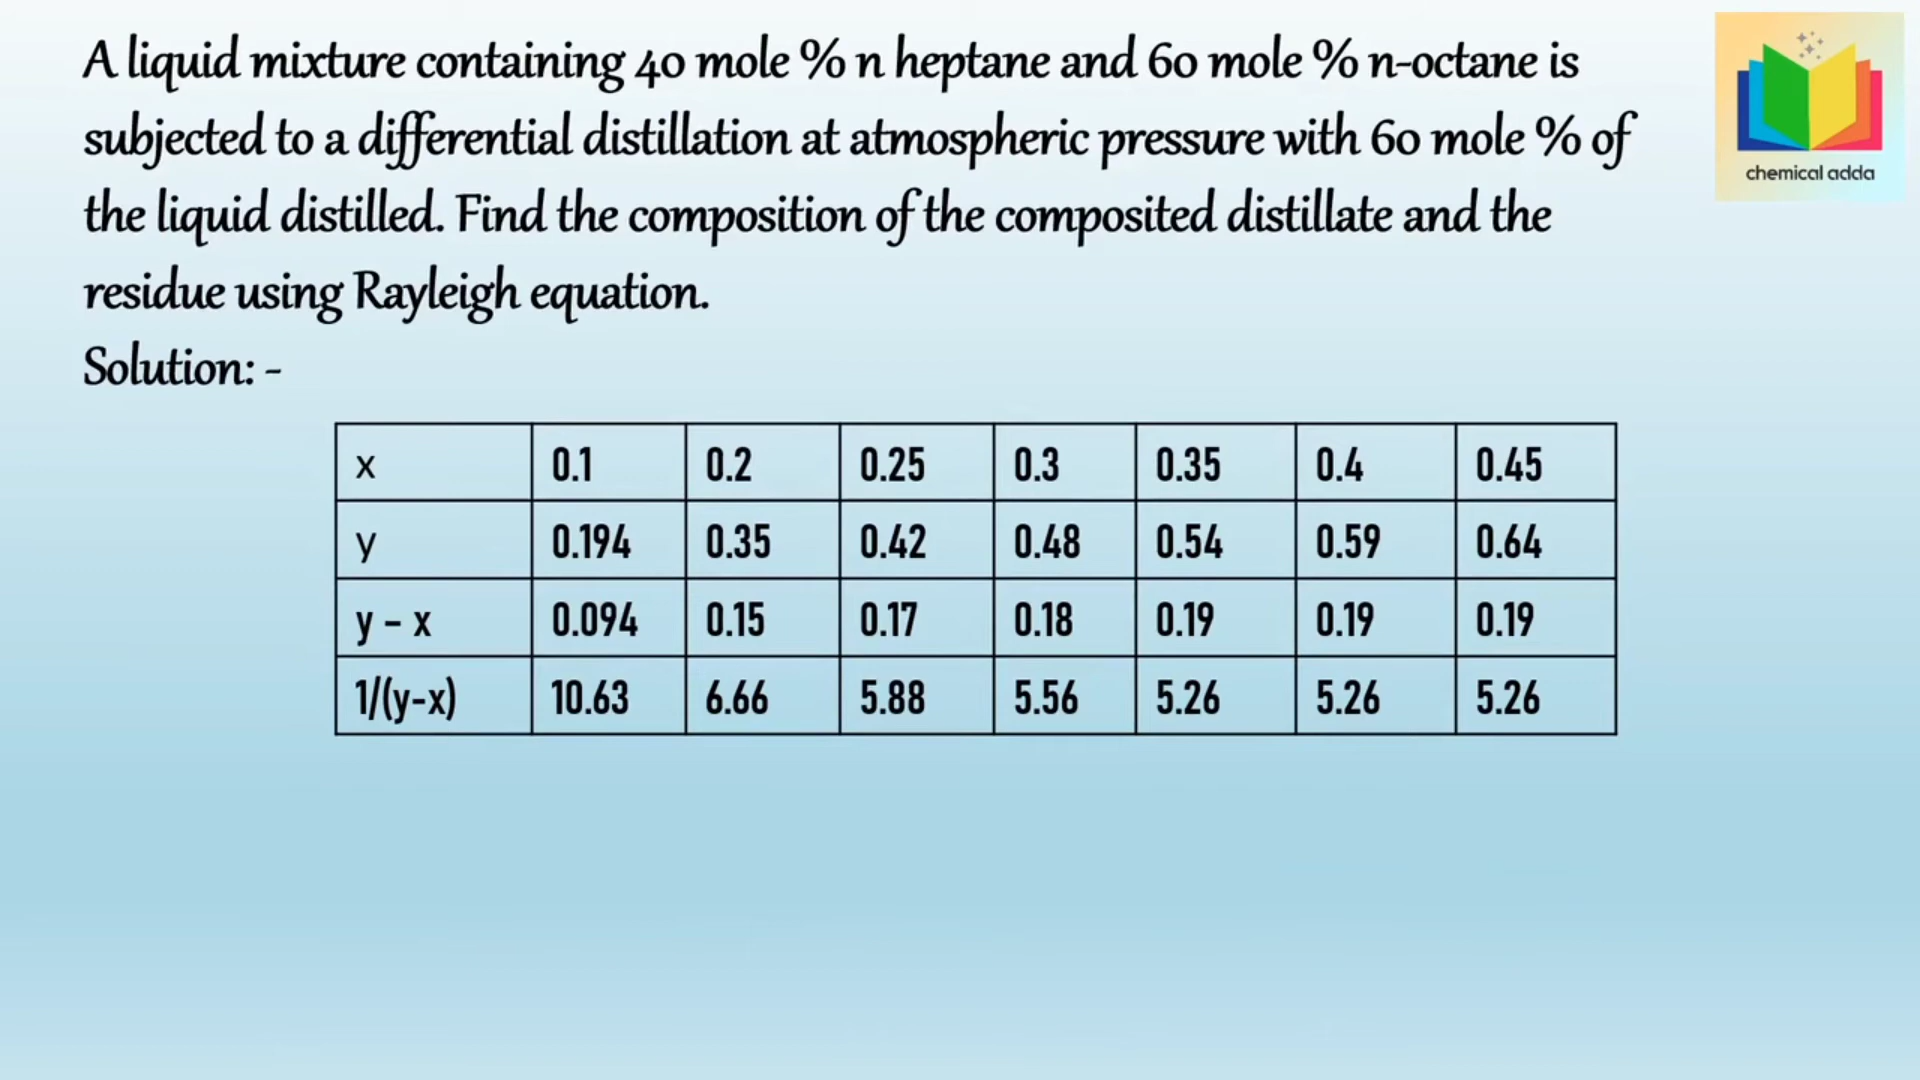 A liquid mixture containing 40 mole % n heptane and 60 mole % n-octane is
subjected to a differential distillation at atmospheric pressure with 60 mole % of
the liquid distilled. Find the composition of the composited distillate and the
residue using Rayleigh equation.
Solution: -
chemical adda
x 0.1 0.2 0.25 0.3 0.35 0.4 0.45
y 0.194 0.35 0.42 0.48 0.54 0.59 0.64
y – x 0.094 0.15 0.17 0.18 0.19 0.19 0.19
1/(y-x) 10.63 6.66 5.88 5.56 5.26 5.26 5.26